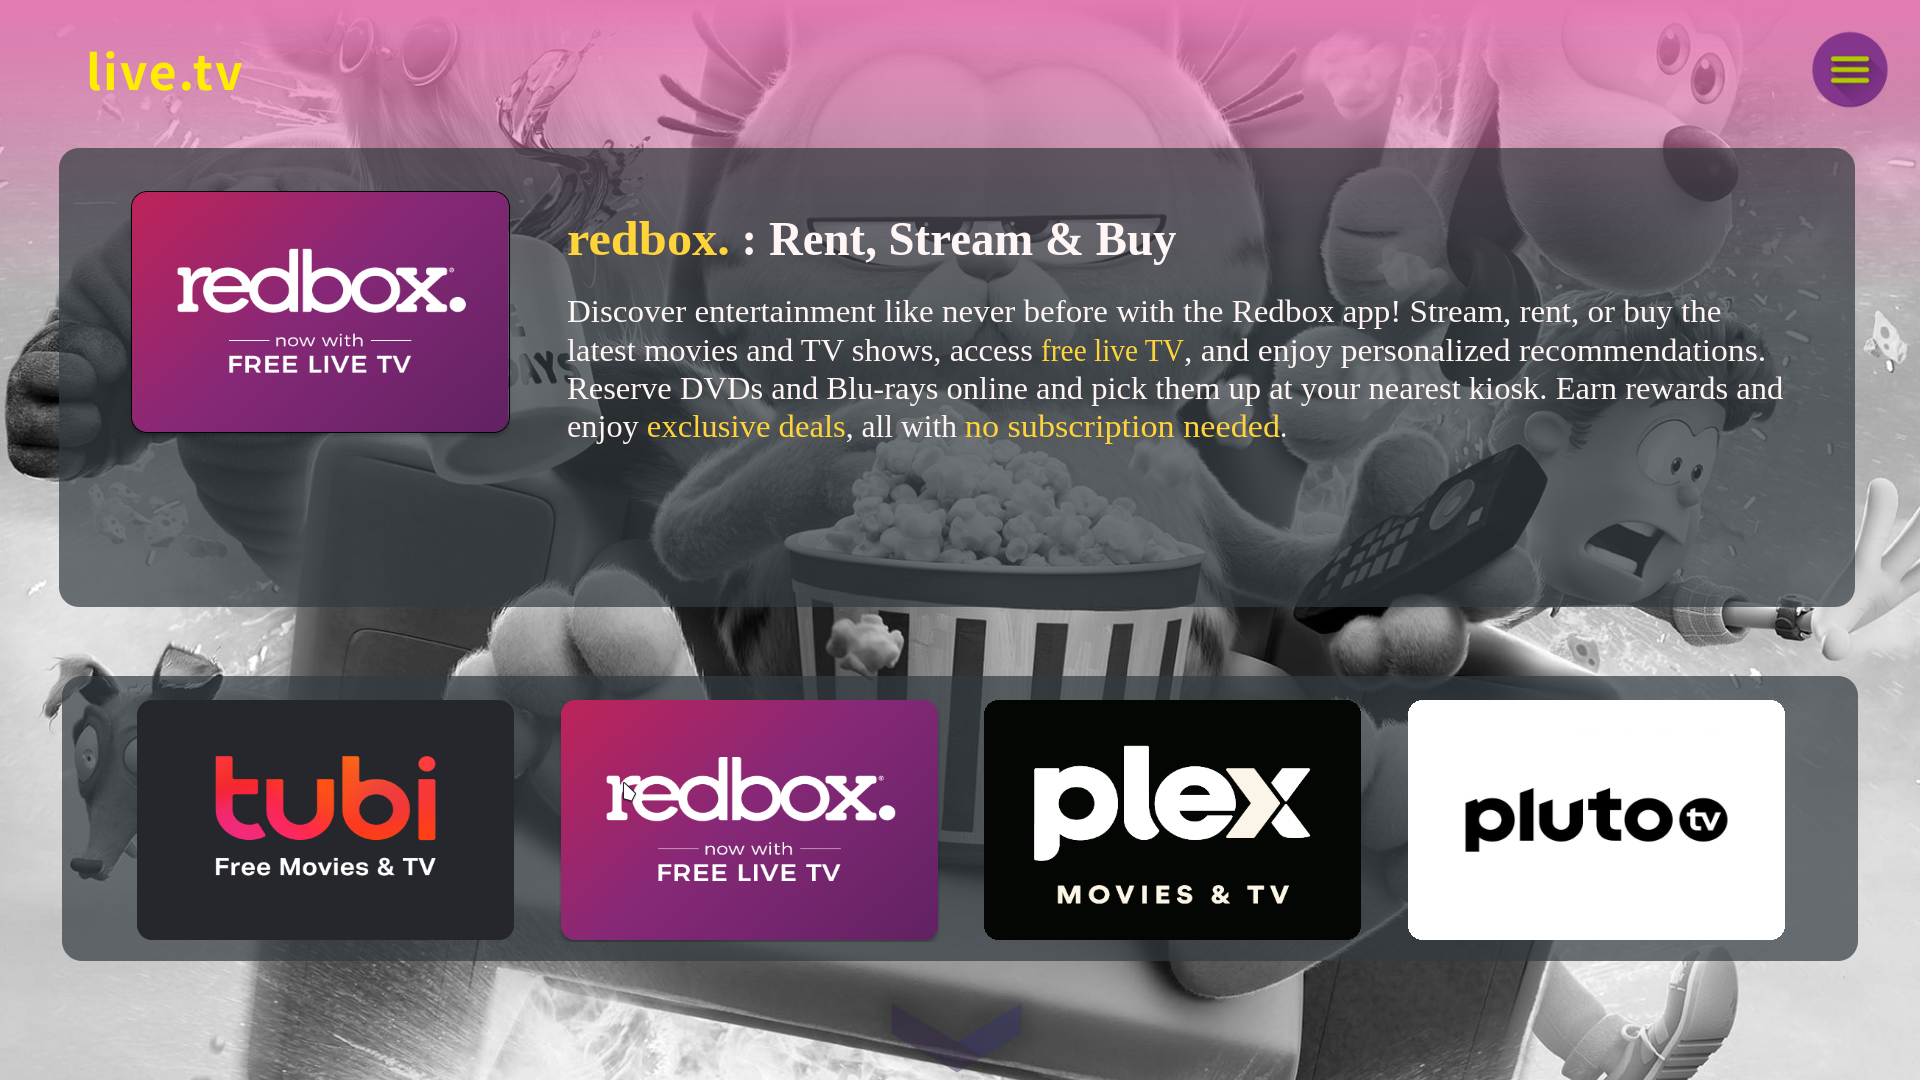 live.tv
redbox.
now with
FREE LIVE TV
redbox. : Rent, Stream & Buy
Discover entertainment like never before with the Redbox app! Stream, rent, or buy the
latest movies and TV shows, access free live TV, and enjoy personalized recommendations.
Reserve DVDs and Blu-rays online and pick them up at your nearest kiosk. Earn rewards and
enjoy exclusive deals, all with no subscription needed.
tubi
Free Movies & TV
redbox.
now with
FREE LIVE TV
plex
MOVIES & TV
pluto tv